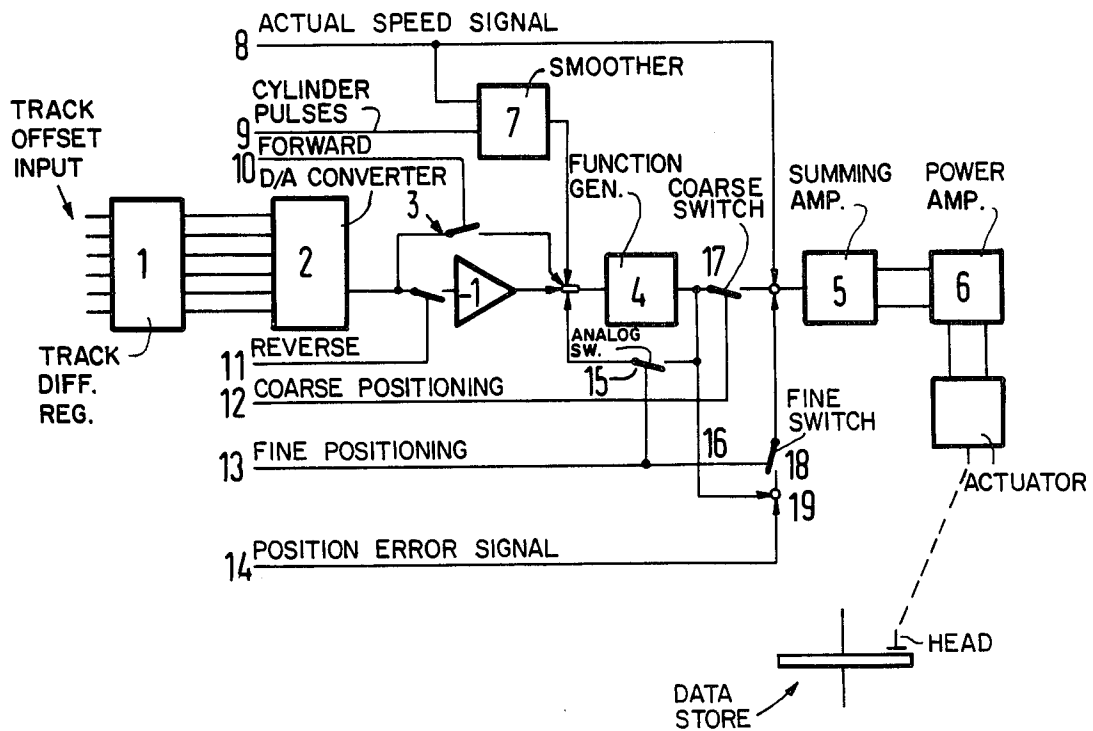 ACTUAL SPEED SIGNAL
8
SMOOTHER
CYLINDER
PULSES
9
7
TRACK
OFFSET
INPUT
FORWARD
10
D/A CONVERTER
3
FUNCTION
GEN.
COARSE
SWITCH
SUMMING
AMP.
POWER
AMP.
1
2
-1
4
17
5
6
TRACK
DIFF.
REG.
REVERSE
11
ANALOG
SW.
15
COARSE POSITIONING
12
FINE
SWITCH
FINE POSITIONING
13
16
18
ACTUATOR
19
POSITION ERROR SIGNAL
14
HEAD
DATA
STORE